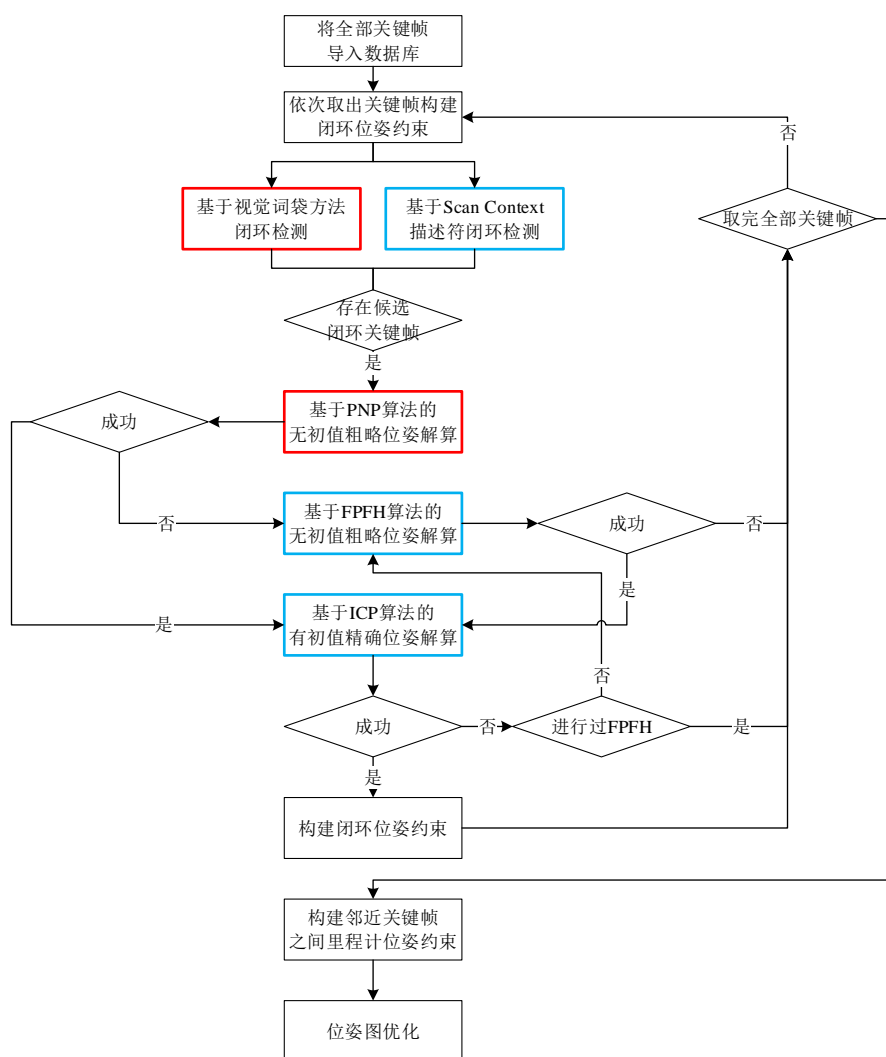 将全部关键帧
导入数据库
依次取出关键帧构建
闭环位姿约束
否
基于视觉词袋方法
闭环检测
基于Scan Context
描述符闭环检测
取完全部关键帧
存在候选
闭环关键帧
是
成功
基于PNP算法的
无初值粗略位姿解算
否
基于FPFH算法的
无初值粗略位姿解算
成功
否
是
是
基于ICP算法的
有初值精确位姿解算
否
成功
否
进行过FPFH
是
是
构建闭环位姿约束
构建邻近关键帧
之间里程计位姿约束
位姿图优化